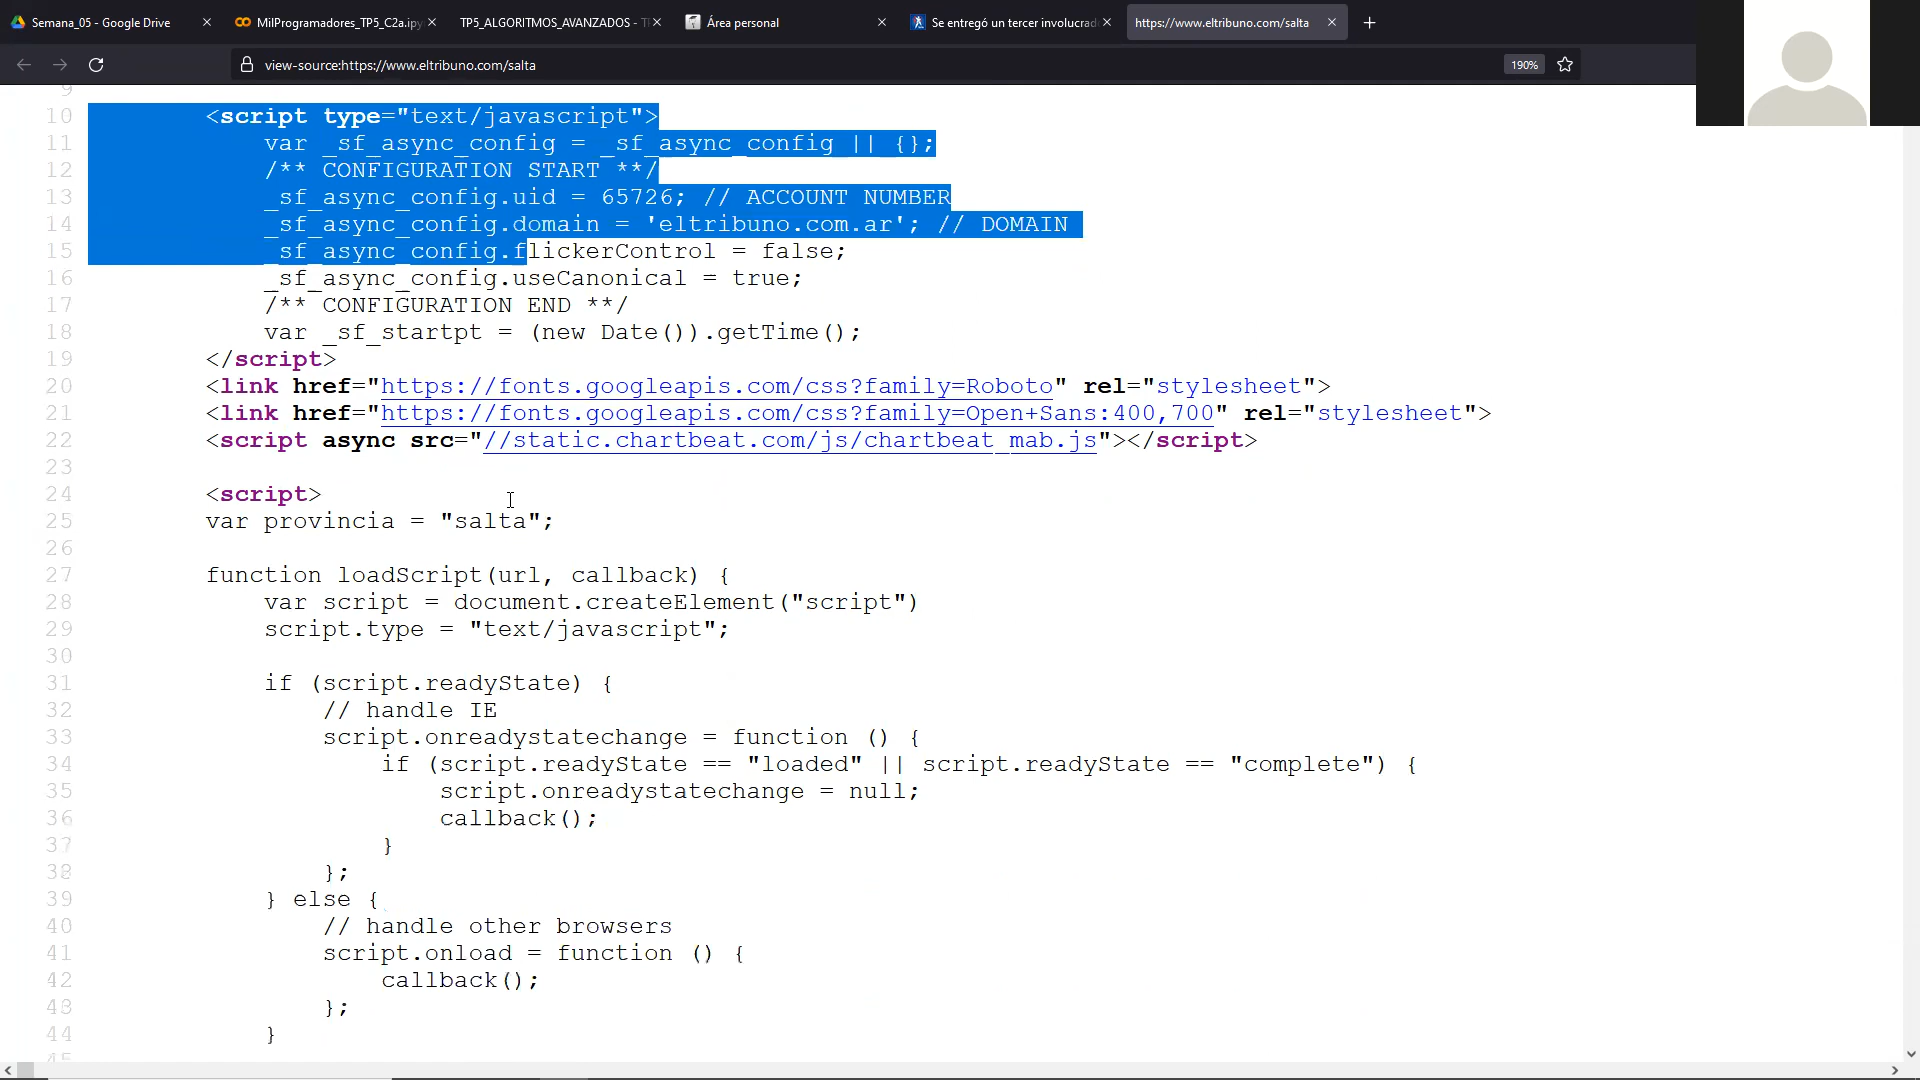 Semana_05 - Google Drive
MilProgramadores_TP5_C2a.ipy
TP5_ALGORITMOS_AVANZADOS - T
Área personal
Se entregó un tercer involucrado
https://www.eltribuno.com/salta
view-source:https://www.eltribuno.com/salta
190%
9
10 <script type="text/javascript">
11 var _sf_async_config = _sf_async_config || {};
12 /** CONFIGURATION START **/
13 _sf_async_config.uid = 65726; // ACCOUNT NUMBER
14 _sf_async_config.domain = 'eltribuno.com.ar'; // DOMAIN
15 _sf_async_config.flickerControl = false;
16 _sf_async_config.useCanonical = true;
17 /** CONFIGURATION END **/
18 var _sf_startpt = (new Date()).getTime();
19 </script>
20 <link href="https://fonts.googleapis.com/css?family=Roboto" rel="stylesheet">
21 <link href="https://fonts.googleapis.com/css?family=Open+Sans:400,700" rel="stylesheet">
22 <script async src="//static.chartbeat.com/js/chartbeat_mab.js"></script>
23
24 <script>
25 var provincia = "salta";
26
27 function loadScript(url, callback) {
28 var script = document.createElement("script")
29 script.type = "text/javascript";
30
31 if (script.readyState) {
32 // handle IE
33 script.onreadystatechange = function () {
34 if (script.readyState == "loaded" || script.readyState == "complete") {
35 script.onreadystatechange = null;
36 callback();
37 }
38 };
39 } else {
40 // handle other browsers
41 script.onload = function () {
42 callback();
43 };
44 }
45